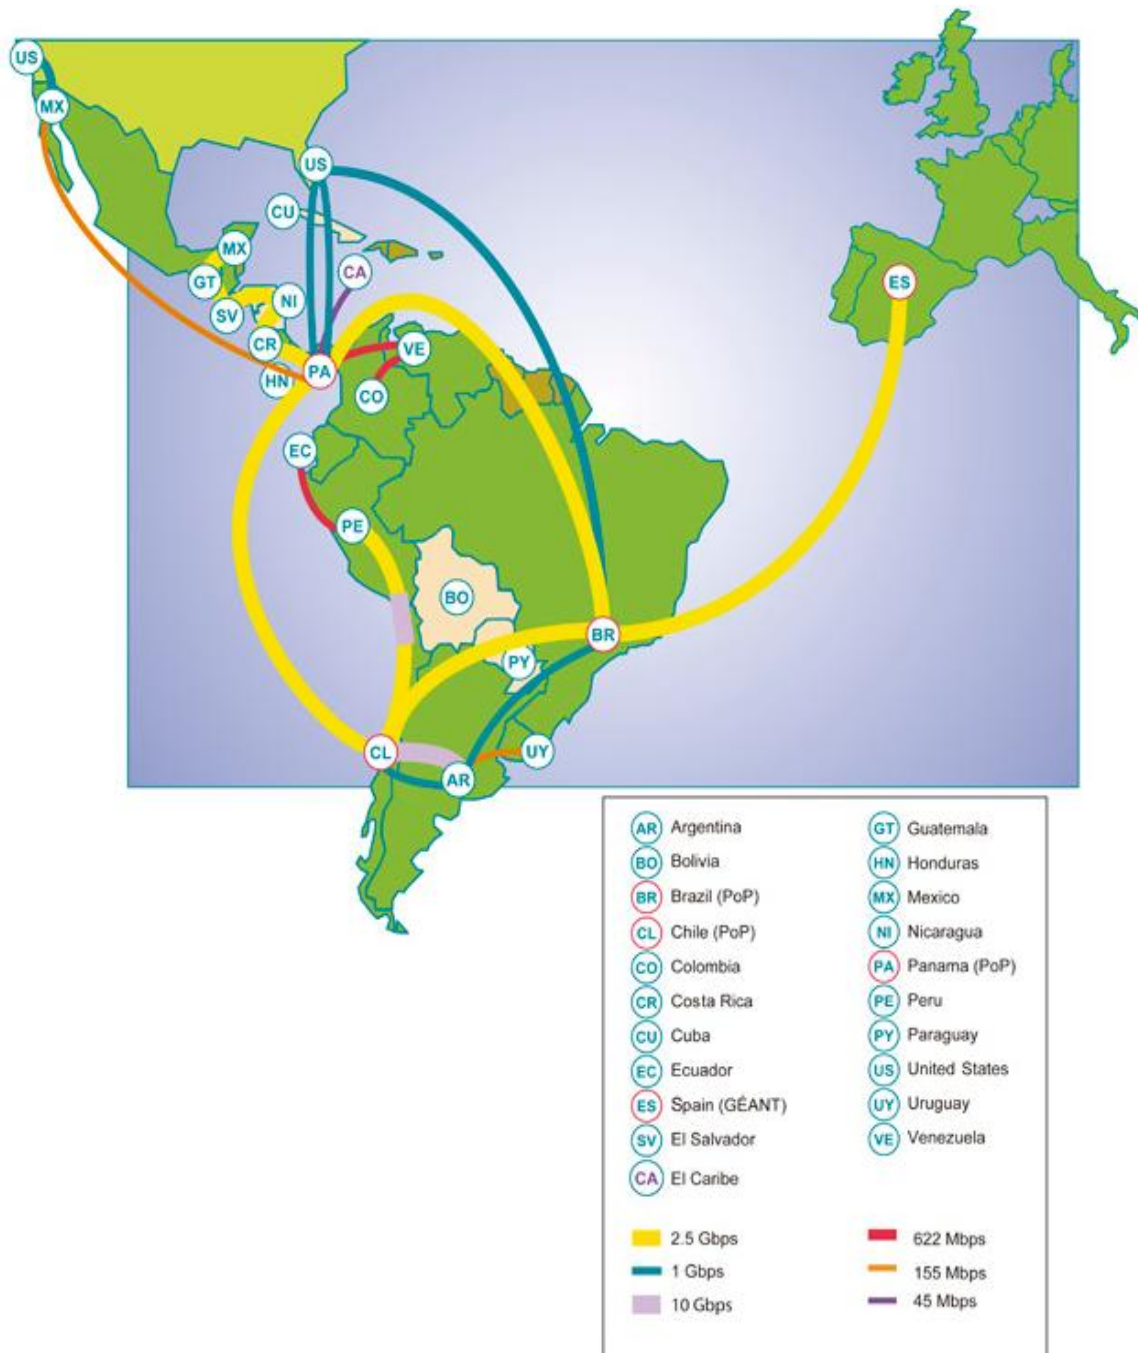 US
MX
US
CU
MX
CA
GT
NI
SV
CR
VE
PA
HN
CO
ES
EC
PE
BO
BR
PY
CL
UY
AR
AR Argentina
BO Bolivia
BR Brazil (PoP)
CL Chile (PoP)
CO Colombia
CR Costa Rica
CU Cuba
EC Ecuador
ES Spain (GÉANT)
SV El Salvador
CA El Caribe
GT Guatemala
HN Honduras
MX Mexico
NI Nicaragua
PA Panama (PoP)
PE Peru
PY Paraguay
US United States
UY Uruguay
VE Venezuela
2.5 Gbps
1 Gbps
10 Gbps
622 Mbps
155 Mbps
45 Mbps